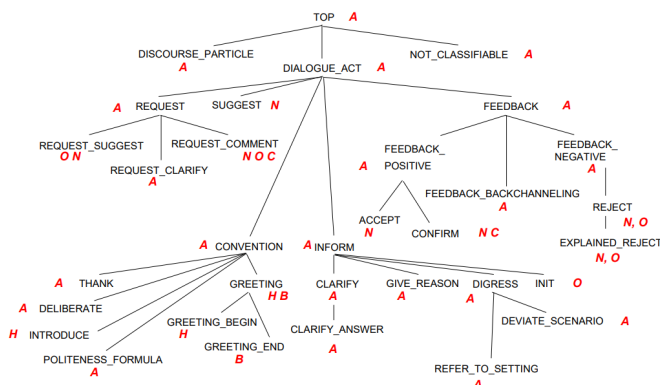 TOP A
DISCOURSE_PARTICLE
A
DIALOGUE_ACT A
NOT_CLASSIFIABLE A
A REQUEST
SUGGEST N
FEEDBACK A
REQUEST_SUGGEST
O N
REQUEST_CLARIFY
A
REQUEST_COMMENT
N O C
FEEDBACK_
A POSITIVE
FEEDBACK_BACKCHANNELING
A
FEEDBACK_
NEGATIVE
A
ACCEPT
N
CONFIRM N C
REJECT
N, O
EXPLAINED_REJECT
N, O
A CONVENTION
A INFORM
A THANK
A DELIBERATE
H INTRODUCE
POLITENESS_FORMULA
A
GREETING
H B
GREETING_BEGIN
H
GREETING_END
B
CLARIFY
A
CLARIFY_ANSWER
A
GIVE_REASON
A
DIGRESS
A
INIT O
DEVIATE_SCENARIO A
REFER_TO_SETTING
A